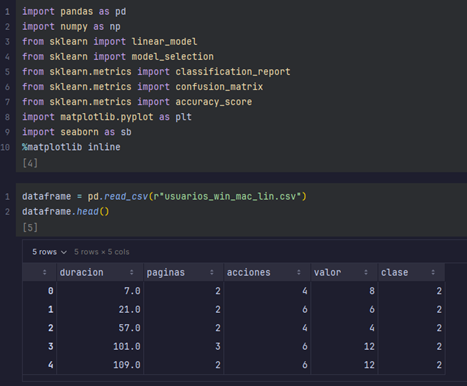 1 import pandas as pd
2 import numpy as np
3 from sklearn import linear_model
4 from sklearn import model_selection
5 from sklearn.metrics import classification_report
6 from sklearn.metrics import confusion_matrix
7 from sklearn.metrics import accuracy_score
8 import matplotlib.pyplot as plt
9 import seaborn as sb
10 %matplotlib inline
[4]
1 dataframe = pd.read_csv(r"usuarios_win_mac_lin.csv")
2 dataframe.head()
[5]
5 rows 5 rows × 5 cols
duracion paginas acciones valor clase
0 7.0 2 4 8 2
1 21.0 2 6 6 2
2 57.0 2 4 4 2
3 101.0 3 6 12 2
4 109.0 2 6 12 2